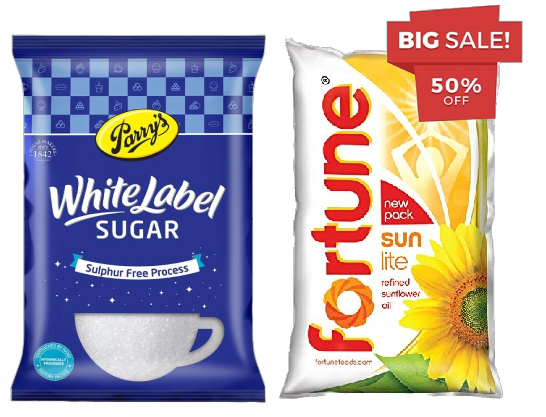 Parry's
1842
White Label
SUGAR
Sulphur Free Process
BIG SALE!
50%
OFF
fortune
®
new
pack
sun
lite
refined
sunflower
oil
fortunefoods.com